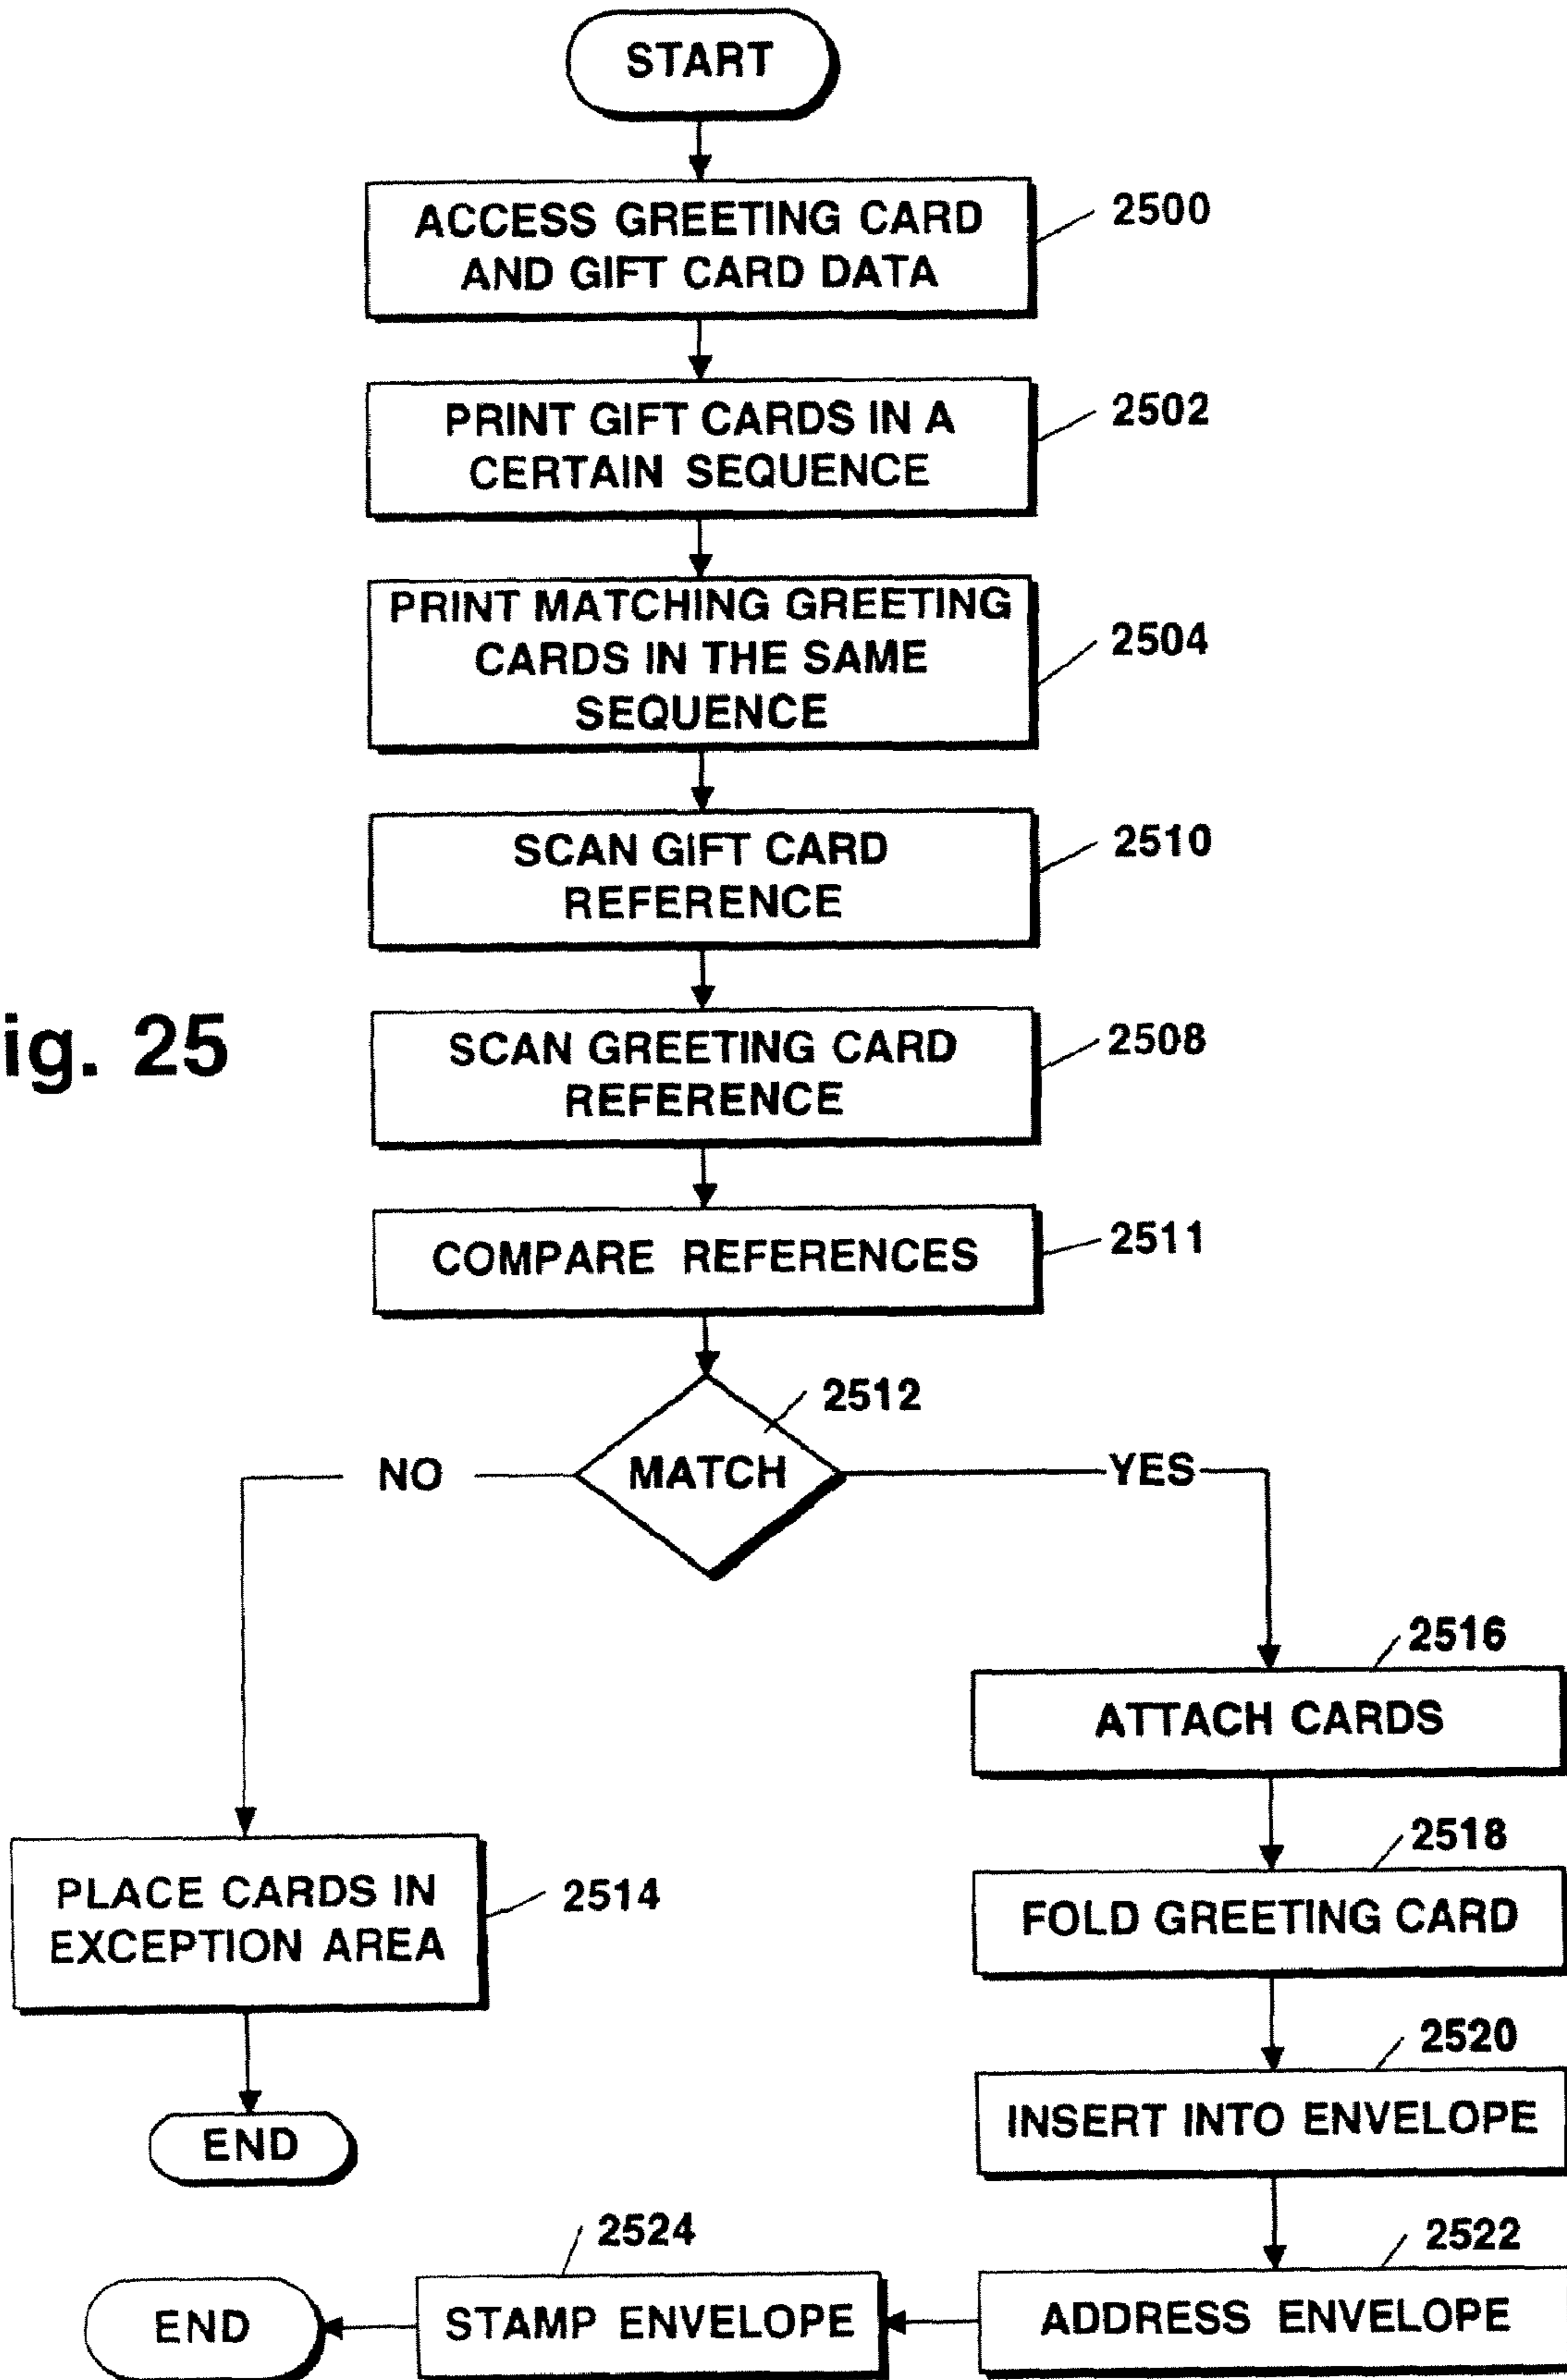 START
ACCESS GREETING CARD
AND GIFT CARD DATA
2500
PRINT GIFT CARDS IN A
CERTAIN SEQUENCE
2502
PRINT MATCHING GREETING
CARDS IN THE SAME
SEQUENCE
2504
SCAN GIFT CARD
REFERENCE
2510
ig. 25
SCAN GREETING CARD
REFERENCE
2508
COMPARE REFERENCES
2511
2512
NO
MATCH
YES
2516
ATTACH CARDS
2518
FOLD GREETING CARD
PLACE CARDS IN
EXCEPTION AREA
2514
2520
INSERT INTO ENVELOPE
END
2524
2522
END
STAMP ENVELOPE
ADDRESS ENVELOPE